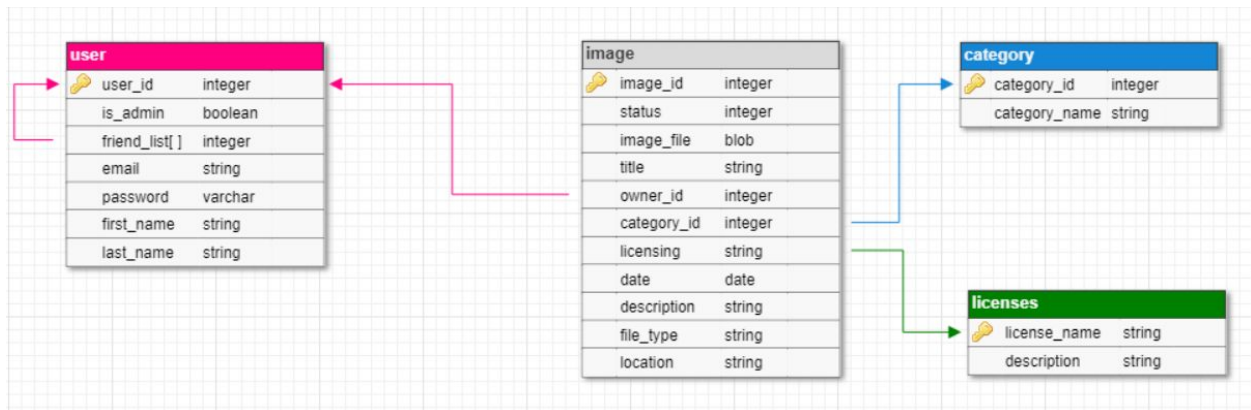 user
user_id integer
is_admin boolean
friend_list[ ] integer
email string
password varchar
first_name string
last_name string
image
image_id integer
status integer
image_file blob
title string
owner_id integer
category_id integer
licensing string
date date
description string
file_type string
location string
category
category_id integer
category_name string
licenses
license_name string
description string